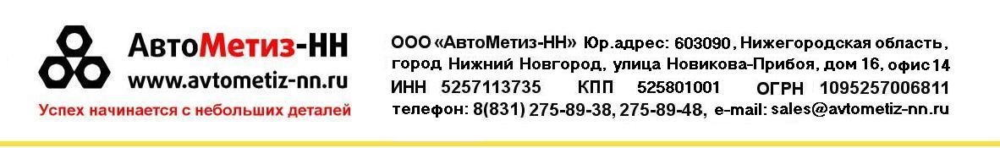 АвтоМетиз-НН
www.avtometiz-nn.ru
Успех начинается с небольших деталей
ООО «АвтоМетиз-НН» Юр.адрес: 603090, Нижегородская область,
город Нижний Новгород, улица Новикова-Прибоя, дом 16, офис 14
ИНН 5257113735 КПП 525801001 ОГРН 1095257006811
телефон: 8(831) 275-89-38, 275-89-48, e-mail: sales@avtometiz-nn.ru